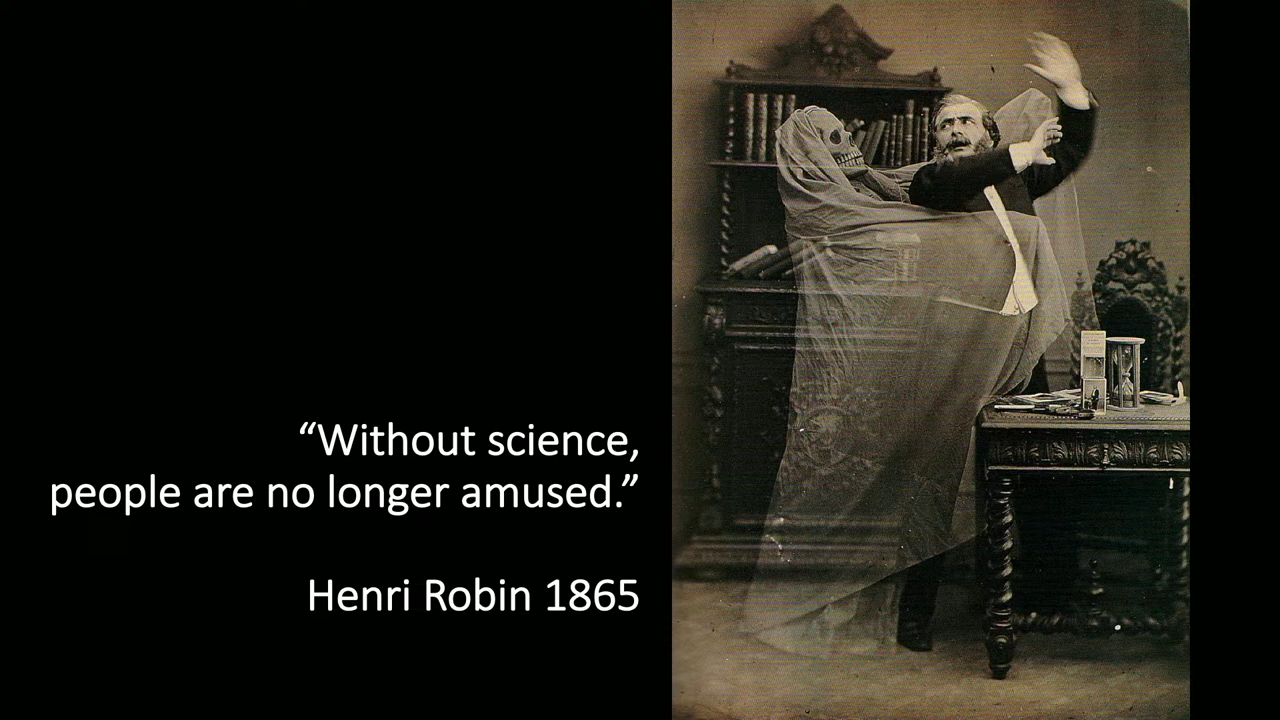 “Without science,
people are no longer amused.”
Henri Robin 1865